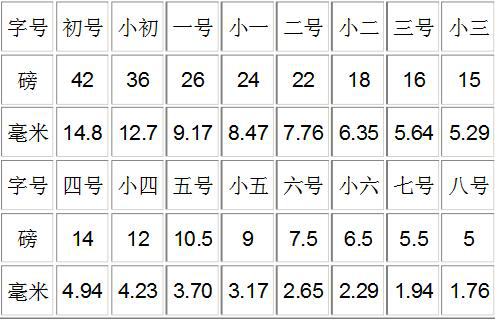 字号 初号 小初 一号 小一 二号 小二 三号 小三
磅 42 36 26 24 22 18 16 15
毫米 14.8 12.7 9.17 8.47 7.76 6.35 5.64 5.29
字号 四号 小四 五号 小五 六号 小六 七号 八号
磅 14 12 10.5 9 7.5 6.5 5.5 5
毫米 4.94 4.23 3.70 3.17 2.65 2.29 1.94 1.76